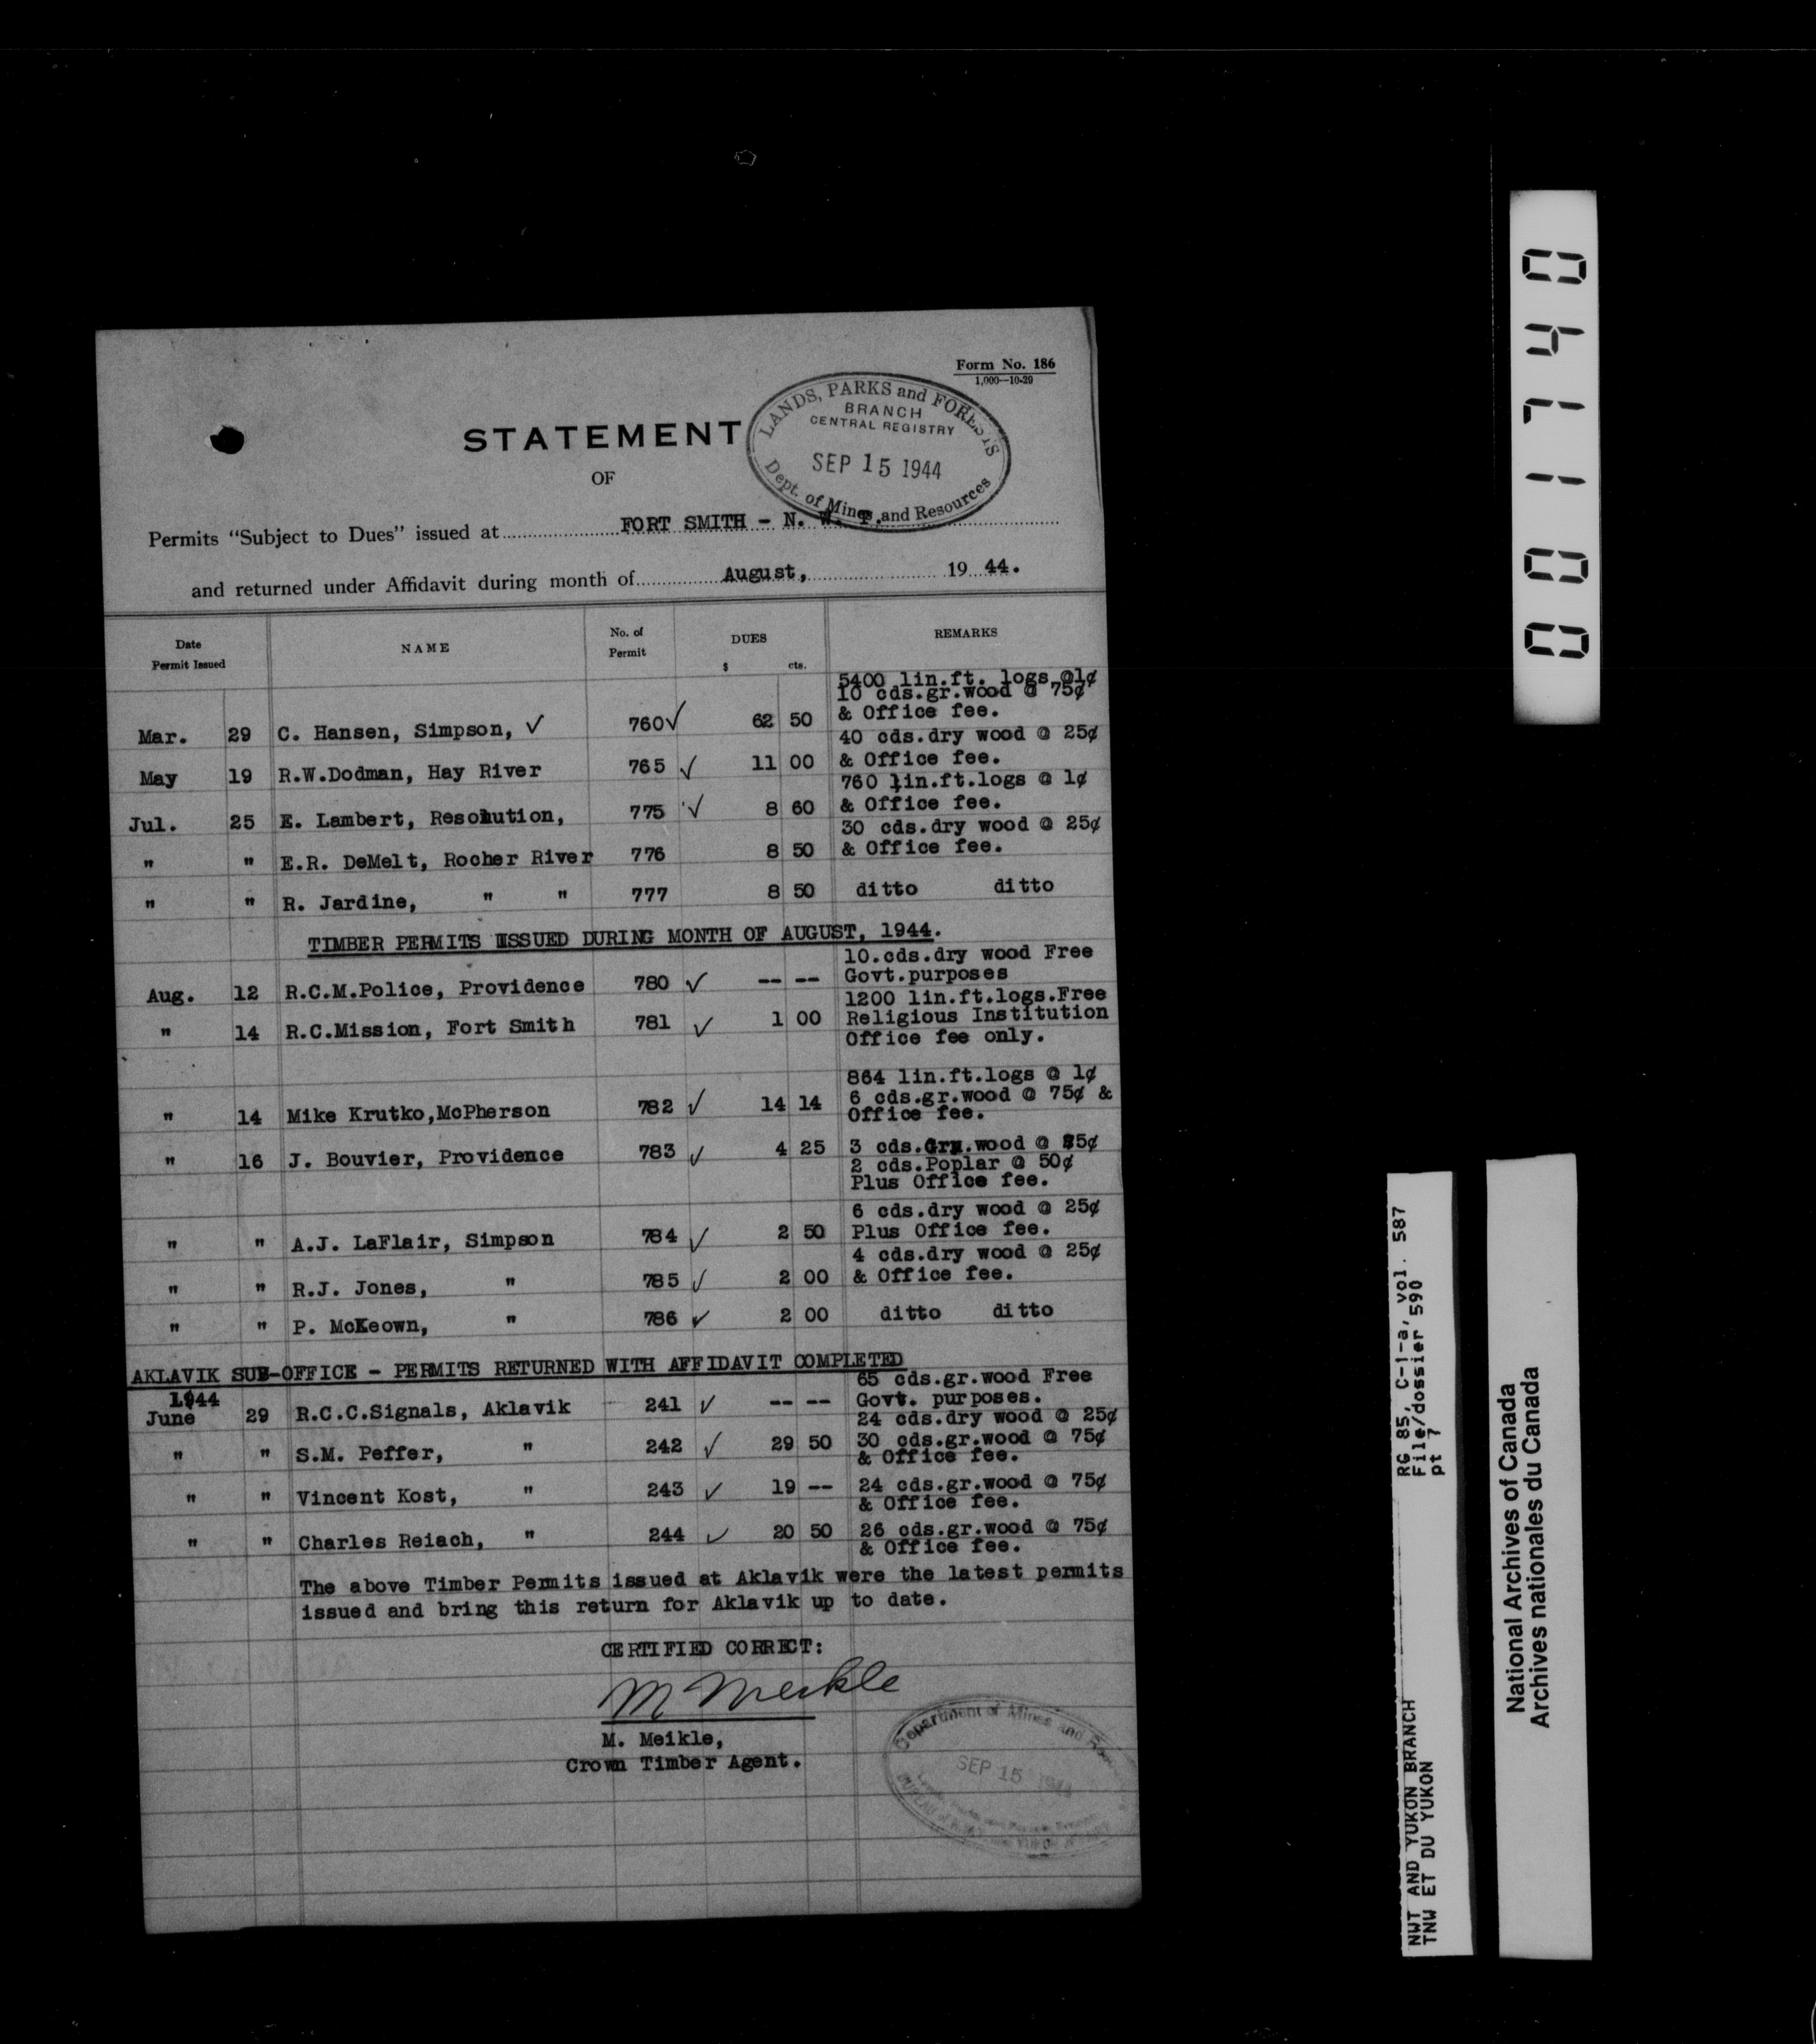 Form No. 186
1,000—10-29
LANDS, PARKS and FORESTS
BRANCH
CENTRAL REGISTRY
SEP 15 1944
Dept. of Mines and Resources
STATEMENT
OF
Permits "Subject to Dues" issued at FORT SMITH - N. W. T.
and returned under Affidavit during month of August, 19 44.
Date Permit Issued NAME No. of Permit DUES $ cts. REMARKS
5400 lin.ft. logs @1¢
10 cds.gr.wood @ 75¢
Mar. 29 C. Hansen, Simpson, ✓ 760✓ 62 50 & Office fee.
40 cds.dry wood @ 25¢
May 19 R.W.Dodman, Hay River 765 ✓ 11 00 & Office fee.
760 lin.ft.logs @ 1¢
Jul. 25 E. Lambert, Resolution, 775 ✓ 8 60 & Office fee.
30 cds.dry wood @ 25¢
" " E.R. DeMelt, Rocher River 776 8 50 & Office fee.
" " R. Jardine, " " 777 8 50 ditto ditto
TIMBER PERMITS ISSUED DURING MONTH OF AUGUST, 1944.
10.cds.dry wood Free
Aug. 12 R.C.M.Police, Providence 780 ✓ -- -- Govt.purposes
1200 lin.ft.logs.Free
" 14 R.C.Mission, Fort Smith 781 ✓ 1 00 Religious Institution
Office fee only.
864 lin.ft.logs @ 1¢
6 cds.gr.wood @ 75¢ &
" 14 Mike Krutko,McPherson 782 ✓ 14 14 Office fee.
" 16 J. Bouvier, Providence 783 ✓ 4 25 3 cds. wood @ 5¢
2 cds.Poplar @ 50¢
Plus Office fee.
6 cds.dry wood @ 25¢
" " A.J. LaFlair, Simpson 784 ✓ 2 50 Plus Office fee.
4 cds.dry wood @ 25¢
" " R.J. Jones, " 785 ✓ 2 00 & Office fee.
" " P. McKeown, " 786 ✓ 2 00 ditto ditto
AKLAVIK SUB-OFFICE - PERMITS RETURNED WITH AFFIDAVIT COMPLETED
1944 65 cds.gr.wood Free
June 29 R.C.C.Signals, Aklavik 241 ✓ -- -- Govt. purposes.
24 cds.dry wood @ 25¢
" " S.M. Peffer, " 242 ✓ 29 50 30 cds.gr.wood @ 75¢
& Office fee.
" " Vincent Kost, " 243 ✓ 19 -- 24 cds.gr.wood @ 75¢
& Office fee.
" " Charles Reiach, " 244 ✓ 20 50 26 cds.gr.wood @ 75¢
& Office fee.
The above Timber Permits issued at Aklavik were the latest permits
issued and bring this return for Aklavik up to date.
CERTIFIED CORRECT:
M Meikle
M. Meikle,
Crown Timber Agent.
Department of Mines and
SEP 15 1944
001740
RG 85, C-1-a, vol. 587
File/dossier 590
pt 7
NWT AND YUKON BRANCH
TNW ET DU YUKON
National Archives of Canada
Archives nationales du Canada